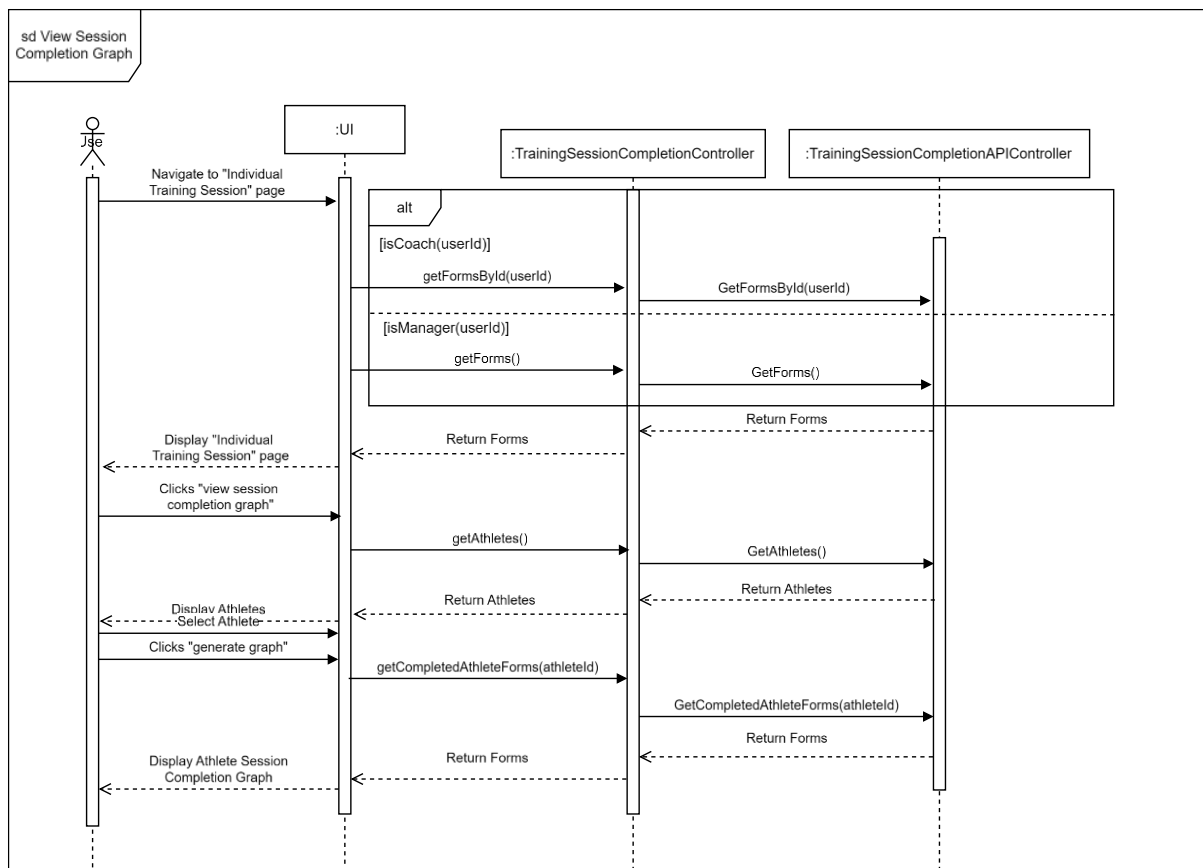 sd View Session
Completion Graph
:UI
:TrainingSessionCompletionController
:TrainingSessionCompletionAPIController
Navigate to "Individual
Training Session" page
alt
[isCoach(userId)]
getFormsById(userId)
GetFormsById(userId)
[isManager(userId)]
getForms()
GetForms()
Return Forms
Return Forms
Display "Individual
Training Session" page
Clicks "view session
completion graph"
getAthletes()
GetAthletes()
Return Athletes
Return Athletes
Display Athletes
Select Athlete
Clicks "generate graph"
getCompletedAthleteForms(athleteId)
GetCompletedAthleteForms(athleteId)
Return Forms
Return Forms
Display Athlete Session
Completion Graph